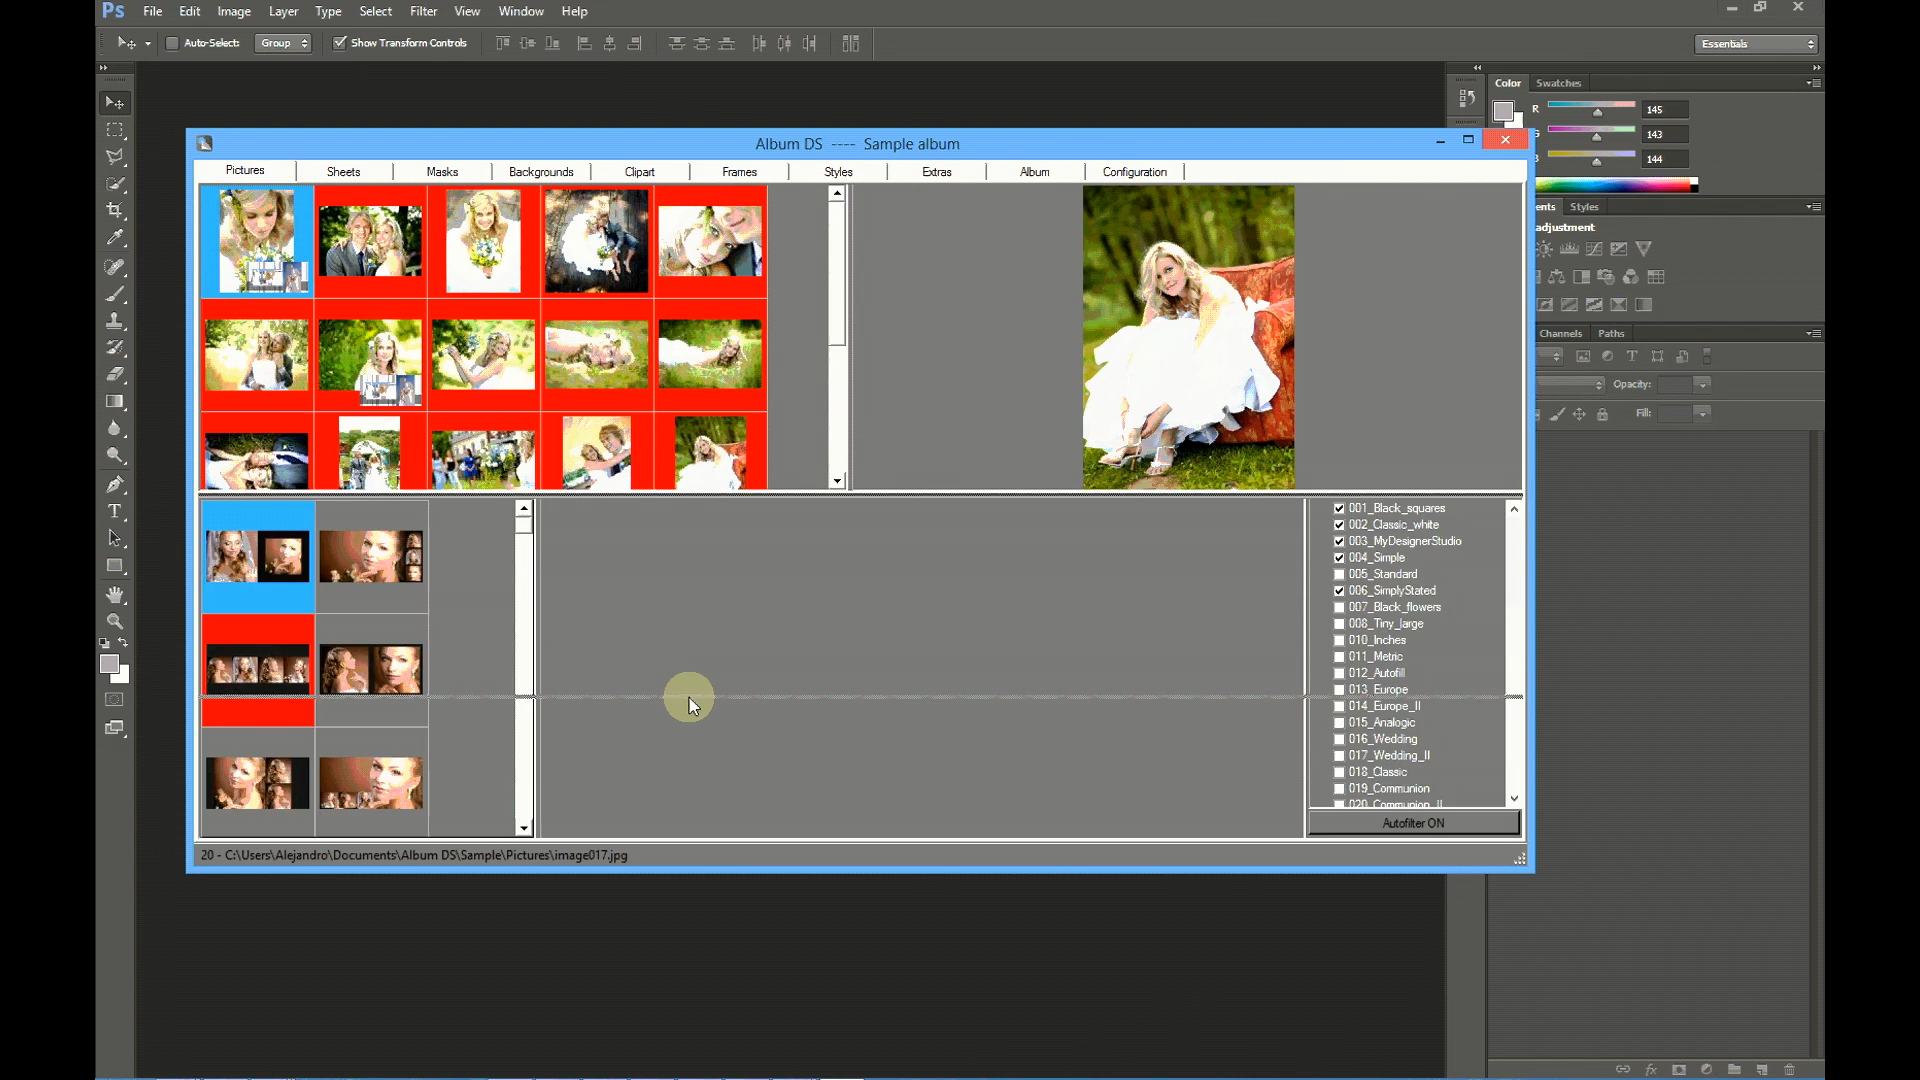 Ps File Edit Image Layer Type Select Filter View Window Help
Auto-Select: Group Show Transform Controls Essentials
Color Swatches
R 145
143
144
Album DS ---- Sample album
Pictures Sheets Masks Backgrounds Clipart Frames Styles Extras Album Configuration
ents Styles
adjustment
Channels Paths
Opacity:
Fill:
001_Black_squares
002_Classic_white
003_MyDesignerStudio
004_Simple
005_Standard
006_SimplyStated
007_Black_flowers
008_Tiny_large
010_Inches
011_Metric
012_Autofill
013_Europe
014_Europe_II
015_Analogic
016_Wedding
017_Wedding_II
018_Classic
019_Communion
020_Communion_II
Autofilter ON
20 - C:\Users\Alejandro\Documents\Album DS\Sample\Pictures\image017.jpg